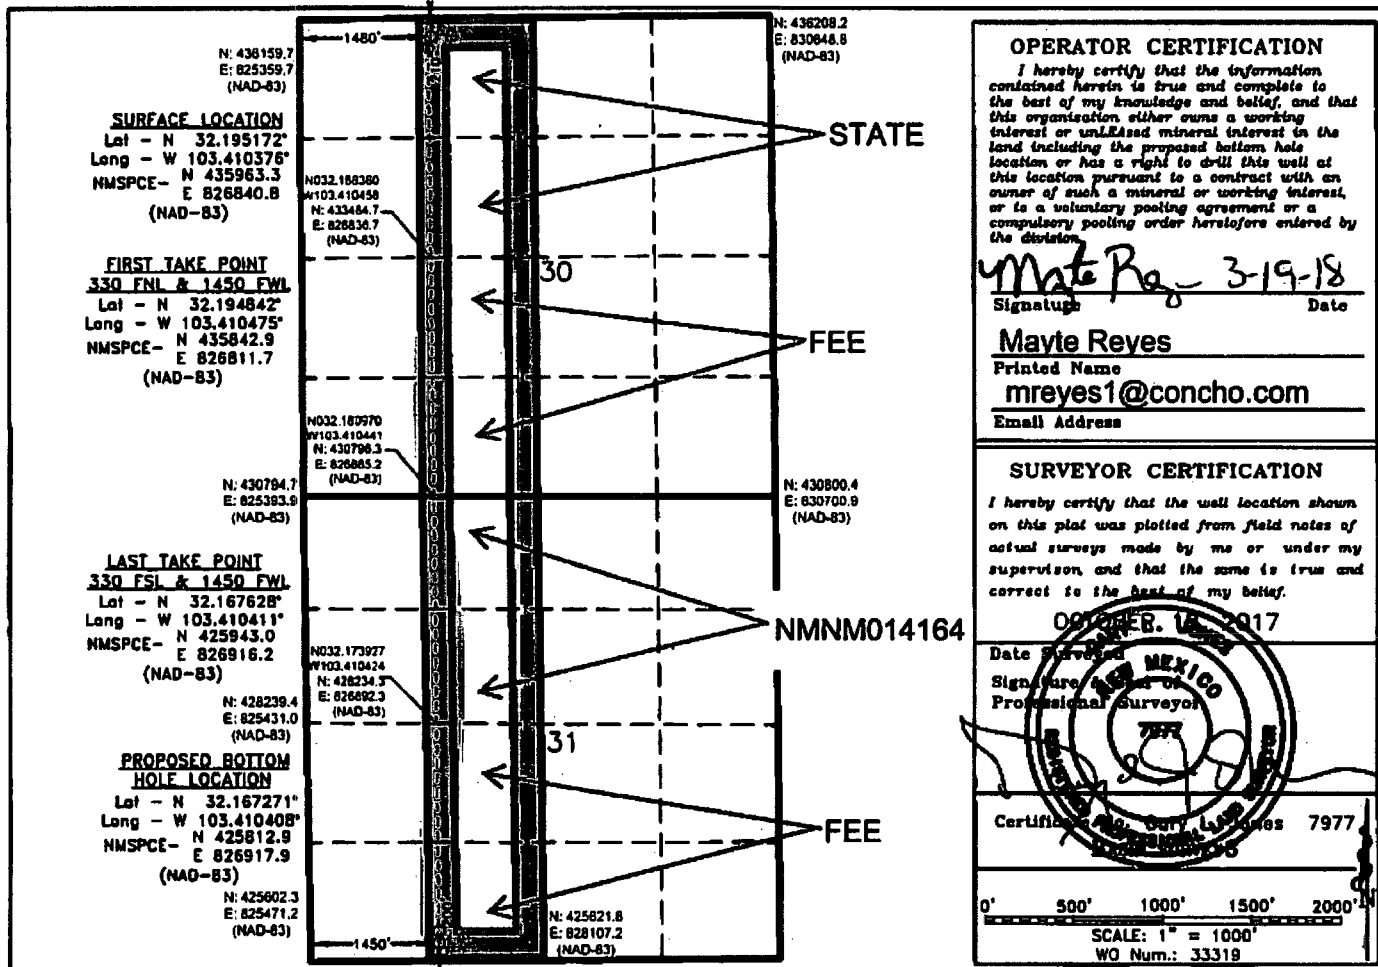 1480'
N: 436159.7
E: 825359.7
(NAD-83)
N: 436208.2
E: 830648.8
(NAD-83)
SURFACE LOCATION
Lat - N 32.195172°
Long - W 103.410376°
NMSPCE- N 435963.3
E 826840.8
(NAD-83)
STATE
N032.188360
W103.410458
N: 433484.7
E: 826836.7
(NAD-83)
FIRST TAKE POINT
330 FNL & 1450 FWL
Lat - N 32.194842°
Long - W 103.410475°
NMSPCE- N 435842.9
E 826811.7
(NAD-83)
30
FEE
N032.180970
W103.410441
N: 430796.3
E: 826865.2
(NAD-83)
N: 430794.7
E: 825393.9
(NAD-83)
N: 430800.4
E: 830700.9
(NAD-83)
LAST TAKE POINT
330 FSL & 1450 FWL
Lat - N 32.167628°
Long - W 103.410411°
NMSPCE- N 425943.0
E 826916.2
(NAD-83)
NMNM014164
N032.173927
W103.410424
N: 428234.3
E: 826892.3
(NAD-83)
N: 428239.4
E: 825431.0
(NAD-83)
31
PROPOSED BOTTOM
HOLE LOCATION
Lat - N 32.167271°
Long - W 103.410408°
NMSPCE- N 425812.9
E 826917.9
(NAD-83)
FEE
N: 425602.3
E: 825471.2
(NAD-83)
1450'
N: 425621.8
E: 828107.2
(NAD-83)
OPERATOR CERTIFICATION
I hereby certify that the information
contained herein is true and complete to
the best of my knowledge and belief, and that
this organisation either owns a working
interest or unLEAsed mineral interest in the
land including the proposed bottom hole
location or has a right to drill this well at
this location pursuant to a contract with an
owner of such a mineral or working interest,
or to a voluntary pooling agreement or a
compulsory pooling order heretofore entered by
the division.
3-19-18
Signature Date
Mayte Reyes
Printed Name
mreyes1@concho.com
Email Address
SURVEYOR CERTIFICATION
I hereby certify that the well location shown
on this plat was plotted from field notes of
actual surveys made by me or under my
supervison, and that the same is true and
correct to the best of my belief.
2017
Date Surveyed
Signature & Seal of
Professional Surveyor
NEW MEXICO
7977
REGISTERED PROFESSIONAL LAND SURVEYOR
7977
0' 500' 1000' 1500' 2000'
SCALE: 1" = 1000'
WO Num.: 33319